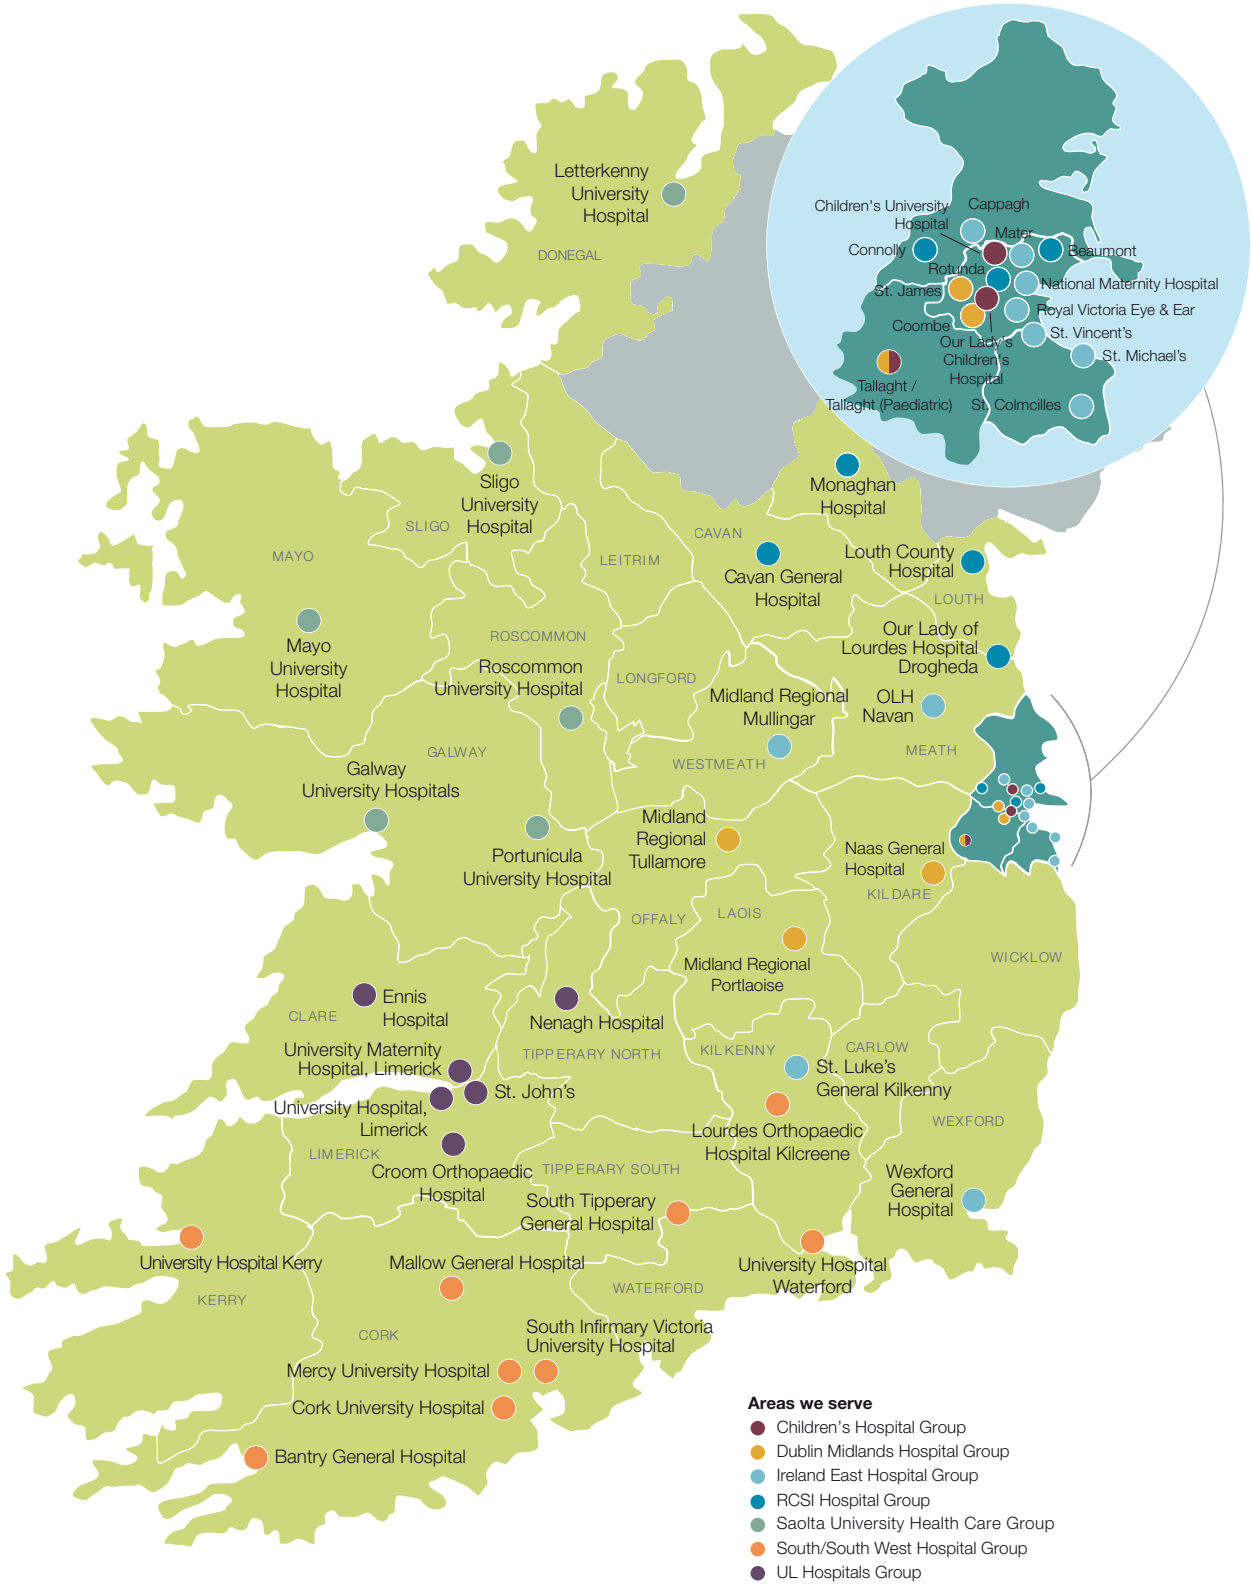 Letterkenny
University
Hospital
DONEGAL
Children's University
Hospital
Cappagh
Mater
Connolly
Beaumont
Rotunda
St. James
National Maternity Hospital
Royal Victoria Eye & Ear
Coombe
St. Vincent's
Our Lady's
Children's
Hospital
St. Michael's
Tallaght /
Tallaght (Paediatric)
St. Colmcilles
Sligo
University
Hospital
SLIGO
MAYO
Monaghan
Hospital
CAVAN
LEITRIM
Cavan General
Hospital
Louth County
Hospital
LOUTH
Mayo
University
Hospital
ROSCOMMON
Roscommon
University Hospital
LONGFORD
Our Lady of
Lourdes Hospital
Drogheda
Midland Regional
Mullingar
OLH
Navan
MEATH
WESTMEATH
GALWAY
Galway
University Hospitals
Portunicula
University Hospital
Midland
Regional
Tullamore
Naas General
Hospital
KILDARE
OFFALY
LAOIS
Midland Regional
Portlaoise
WICKLOW
Ennis
Hospital
CLARE
Nenagh Hospital
TIPPERARY NORTH
University Maternity
Hospital, Limerick
St. John's
University Hospital,
Limerick
LIMERICK
Croom Orthopaedic
Hospital
KILKENNY
CARLOW
St. Luke's
General Kilkenny
Lourdes Orthopaedic
Hospital Kilcreene
WEXFORD
Wexford
General
Hospital
TIPPERARY SOUTH
South Tipperary
General Hospital
University Hospital Kerry
KERRY
Mallow General Hospital
University Hospital
Waterford
WATERFORD
CORK
South Infirmary Victoria
University Hospital
Mercy University Hospital
Cork University Hospital
Bantry General Hospital
Areas we serve
Children's Hospital Group
Dublin Midlands Hospital Group
Ireland East Hospital Group
RCSI Hospital Group
Saolta University Health Care Group
South/South West Hospital Group
UL Hospitals Group